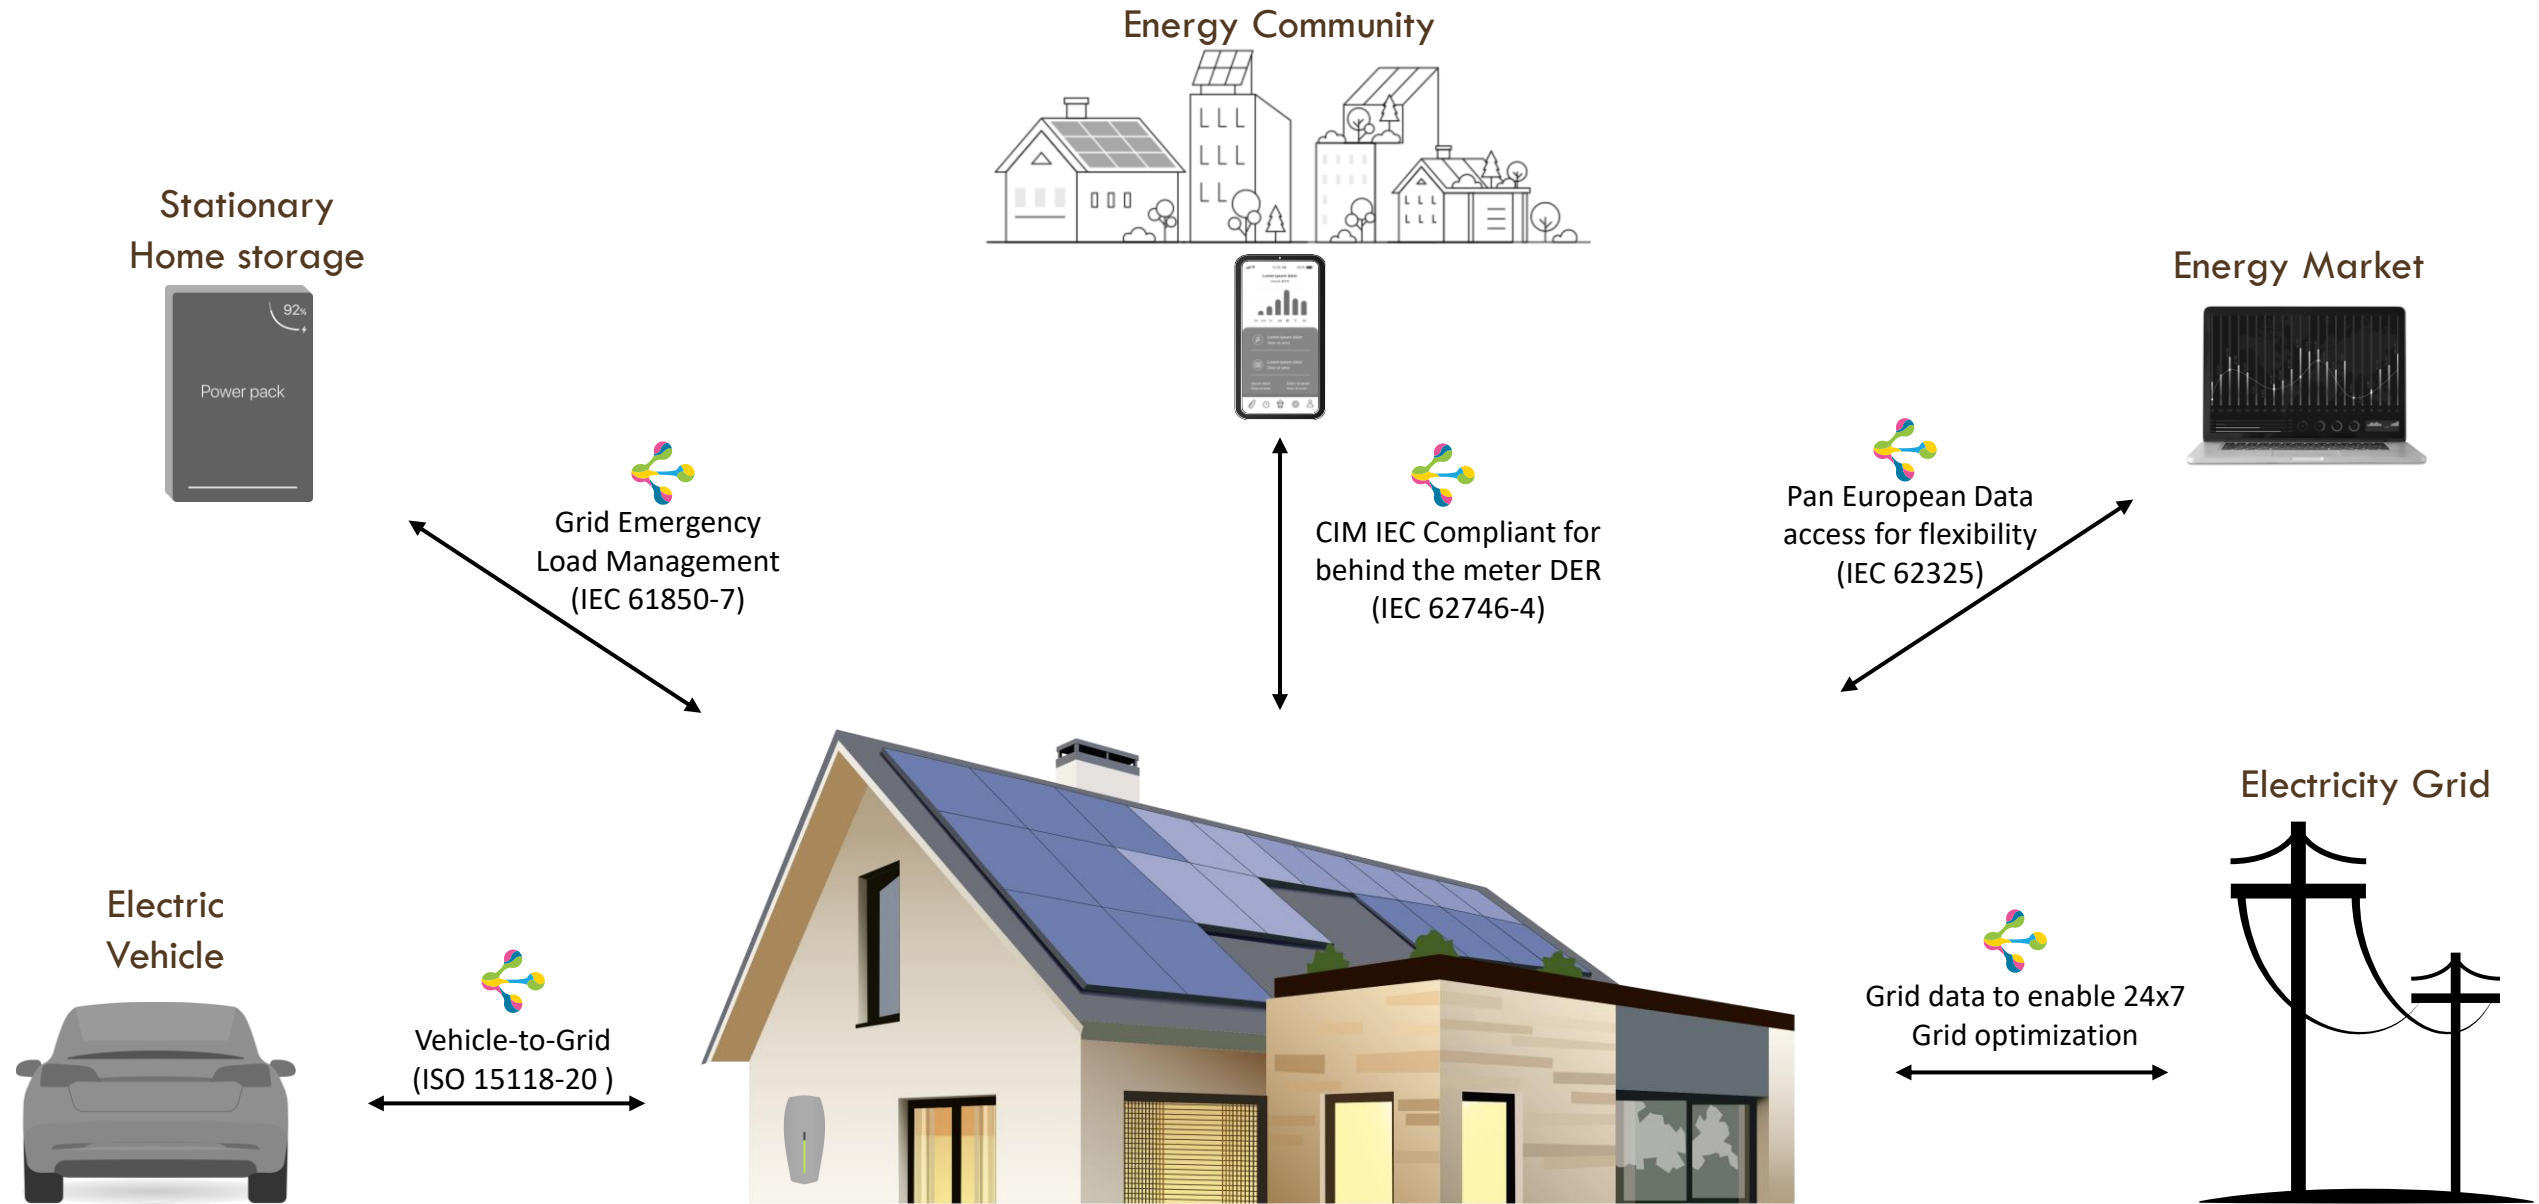 Energy Community
Stationary
Home storage
92%
Power pack
Energy Market
Grid Emergency
Load Management
(IEC 61850-7)
CIM IEC Compliant for
behind the meter DER
(IEC 62746-4)
Pan European Data
access for flexibility
(IEC 62325)
Electricity Grid
Electric
Vehicle
Vehicle-to-Grid
(ISO 15118-20 )
Grid data to enable 24x7
Grid optimization